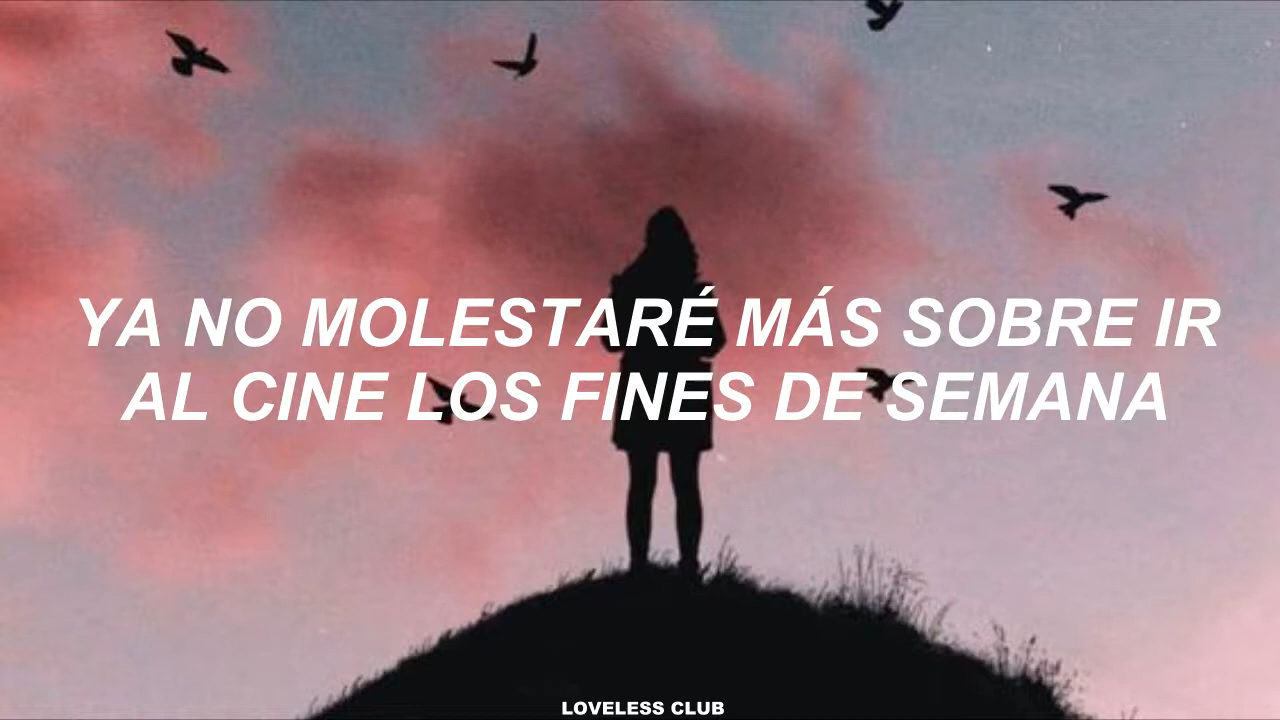 YA NO MOLESTARÉ MÁS SOBRE IR
AL CINE LOS FINES DE SEMANA
LOVELESS CLUB